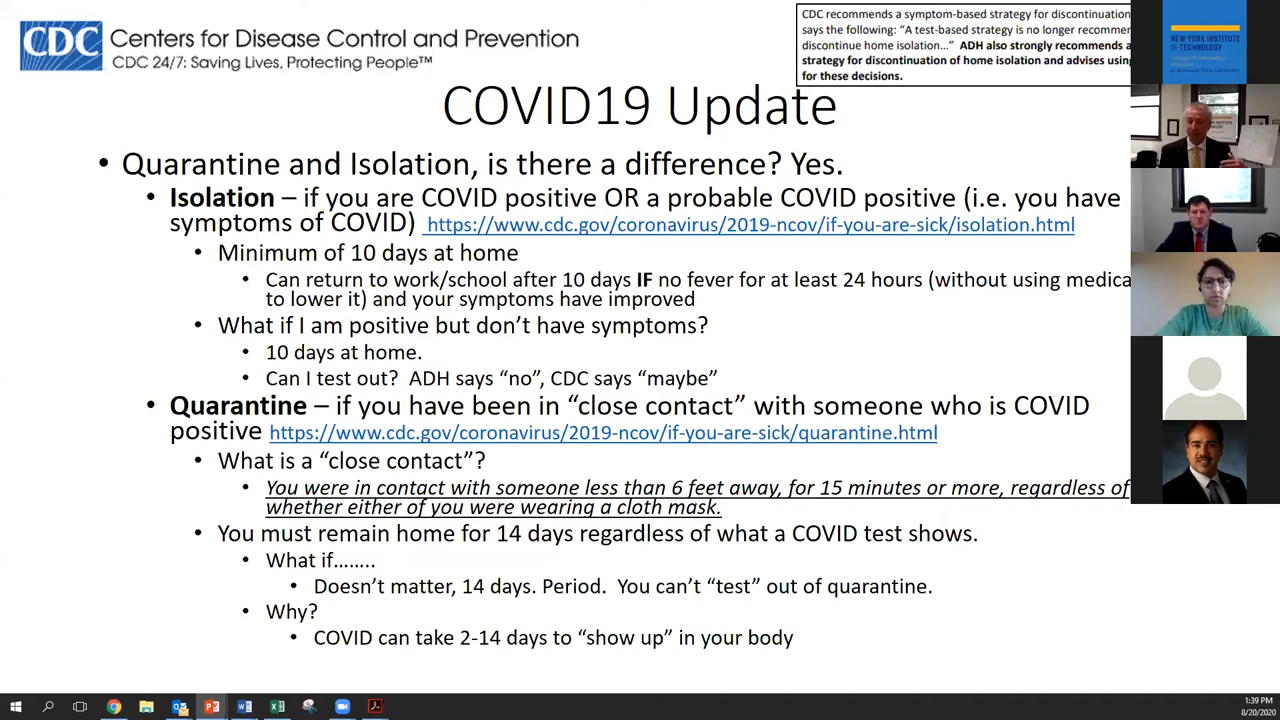 CDC
Centers for Disease Control and Prevention
CDC 24/7: Saving Lives, Protecting People™
CDC recommends a symptom-based strategy for discontinuation
says the following: “A test-based strategy is no longer recommen
discontinue home isolation…” ADH also strongly recommends a
strategy for discontinuation of home isolation and advises using
for these decisions.
NEW YORK INSTITUTE
OF TECHNOLOGY
College of Osteopathic
Medicine
at Arkansas State University
COVID19 Update
• Quarantine and Isolation, is there a difference? Yes.
• Isolation – if you are COVID positive OR a probable COVID positive (i.e. you have
symptoms of COVID) https://www.cdc.gov/coronavirus/2019-ncov/if-you-are-sick/isolation.html
• Minimum of 10 days at home
• Can return to work/school after 10 days IF no fever for at least 24 hours (without using medica
to lower it) and your symptoms have improved
• What if I am positive but don’t have symptoms?
• 10 days at home.
• Can I test out? ADH says “no”, CDC says “maybe”
• Quarantine – if you have been in “close contact” with someone who is COVID
positive https://www.cdc.gov/coronavirus/2019-ncov/if-you-are-sick/quarantine.html
• What is a “close contact”?
• You were in contact with someone less than 6 feet away, for 15 minutes or more, regardless of
whether either of you were wearing a cloth mask.
• You must remain home for 14 days regardless of what a COVID test shows.
• What if……..
• Doesn’t matter, 14 days. Period. You can’t “test” out of quarantine.
• Why?
• COVID can take 2-14 days to “show up” in your body
1:39 PM
8/20/2020